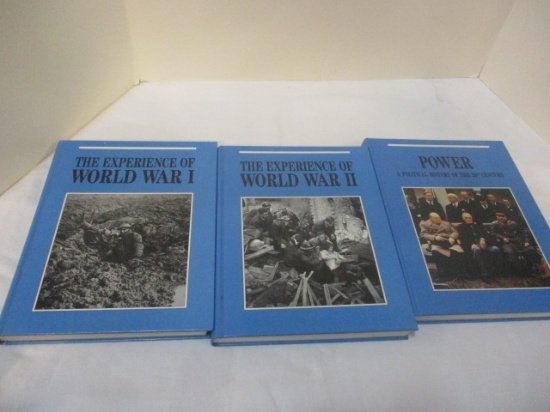 THE EXPERIENCE OF
WORLD WAR I
THE EXPERIENCE OF
WORLD WAR II
POWER
A POLITICAL HISTORY OF THE 20TH CENTURY